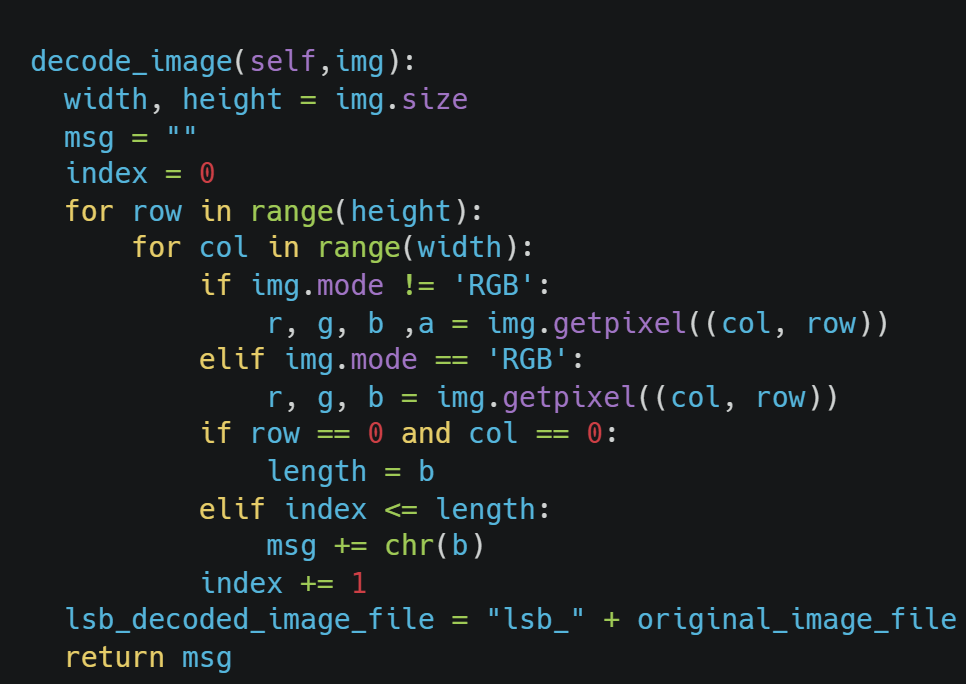 decode_image(self,img):
  width, height = img.size
  msg = ""
  index = 0
  for row in range(height):
      for col in range(width):
          if img.mode != 'RGB':
              r, g, b ,a = img.getpixel((col, row))
          elif img.mode == 'RGB':
              r, g, b = img.getpixel((col, row))
          if row == 0 and col == 0:
              length = b
          elif index <= length:
              msg += chr(b)
          index += 1
  lsb_decoded_image_file = "lsb_" + original_image_file
  return msg